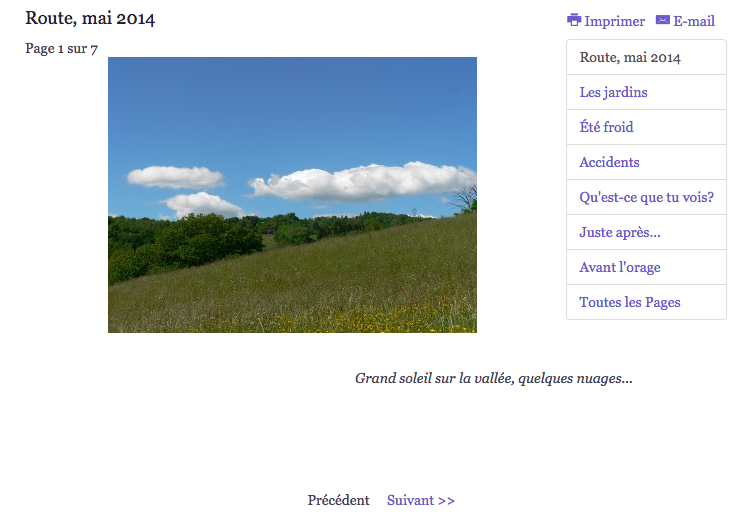 Route, mai 2014
Imprimer E-mail
Page 1 sur 7
Route, mai 2014
Les jardins
Été froid
Accidents
Qu'est-ce que tu vois?
Juste après...
Avant l'orage
Toutes les Pages
Grand soleil sur la vallée, quelques nuages...
Précédent Suivant >>